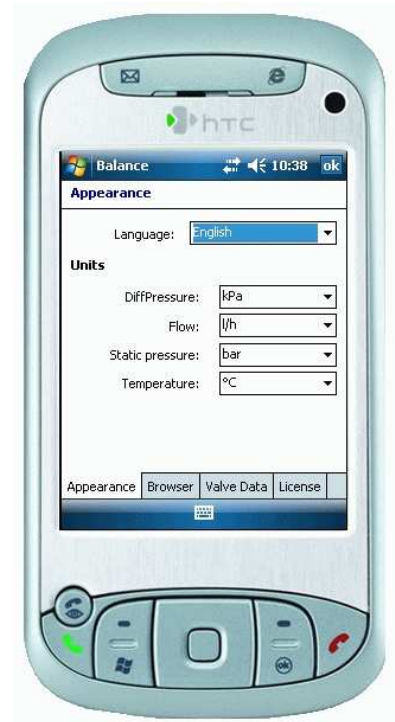 hTC
Balance 10:38 ok
Appearance
Language: English
Units
DiffPressure: kPa
Flow: l/h
Static pressure: bar
Temperature: °C
Appearance Browser Valve Data License
ok